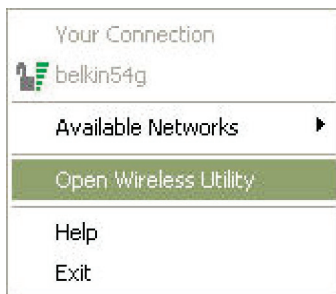 Your Connection
belkin54g
Available Networks
Open Wireless Utility
Help
Exit